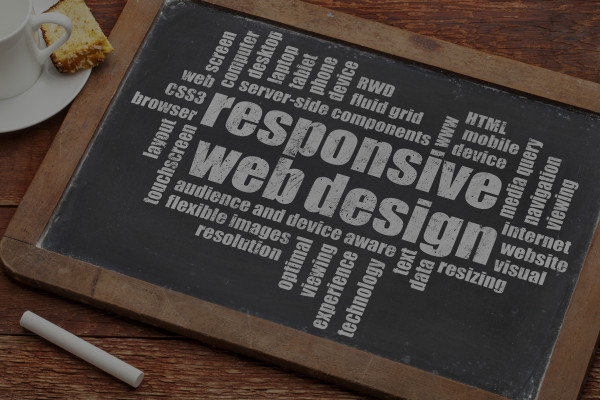 screen
computer
desktop
laptop
tablet
phone
device
RWD
web
server-side components
fluid grid
CSS3
browser
responsive
www
HTML
mobile
device
media query
navigation
viewing
layout
touchscreen
web design
audience and device aware
flexible images
resolution
optimal
viewing
experience
technology
text
data
resizing
internet
website
visual